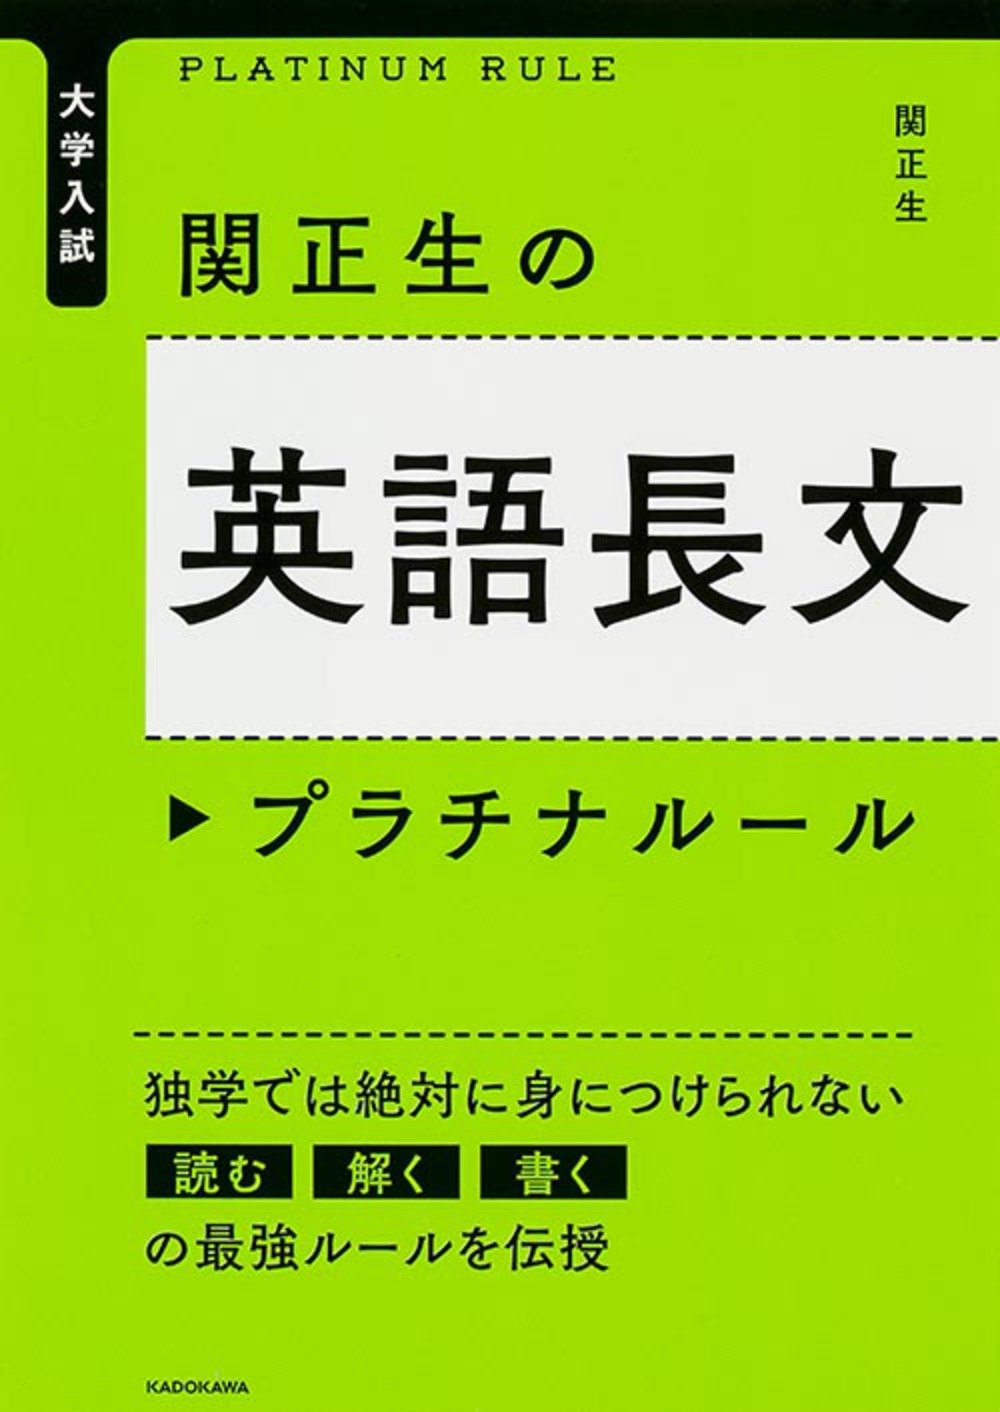 大学入試
PLATINUM RULE
関正生
関正生の
英語長文
▶プラチナルール
独学では絶対に身につけられない
読む 解く 書く
の最強ルールを伝授
KADOKAWA